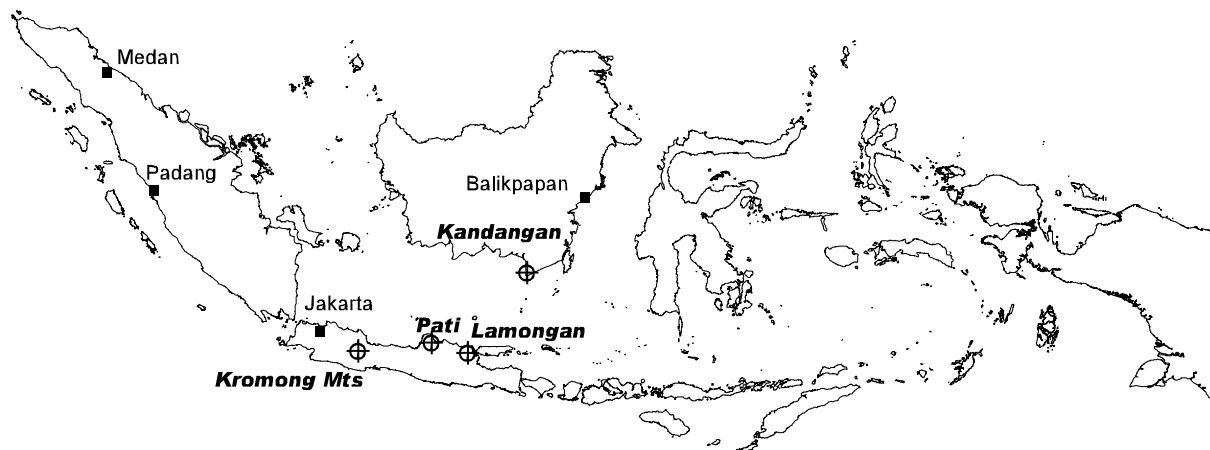 Medan
Padang
Balikpapan
Kandangan
Jakarta
Pati
Lamongan
Kromong Mts